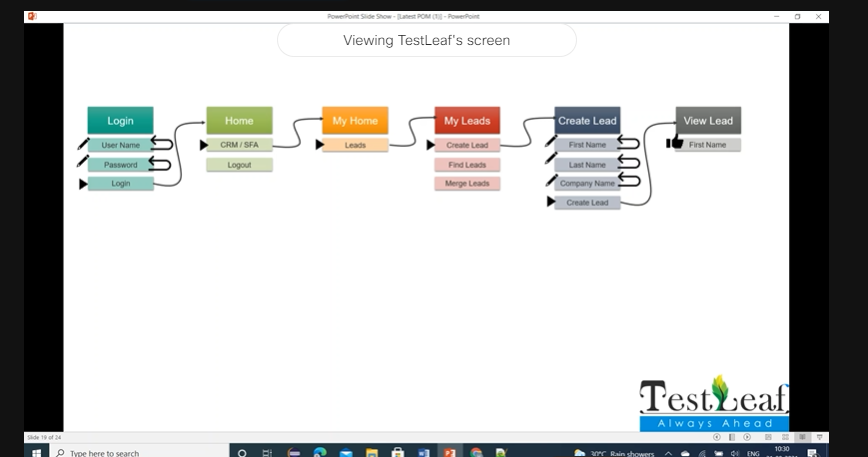 PowerPoint Slide Show - [Latest PDM (1)] - PowerPoint
Viewing TestLeaf's screen
Login
User Name
Password
Login
Home
CRM / SFA
Logout
My Home
Leads
My Leads
Create Lead
Find Leads
Merge Leads
Create Lead
First Name
Last Name
Company Name
Create Lead
View Lead
First Name
TestLeaf
Always Ahead
Slide 19 of 24
Type here to search
30°C Rain showers
ENG
10:30